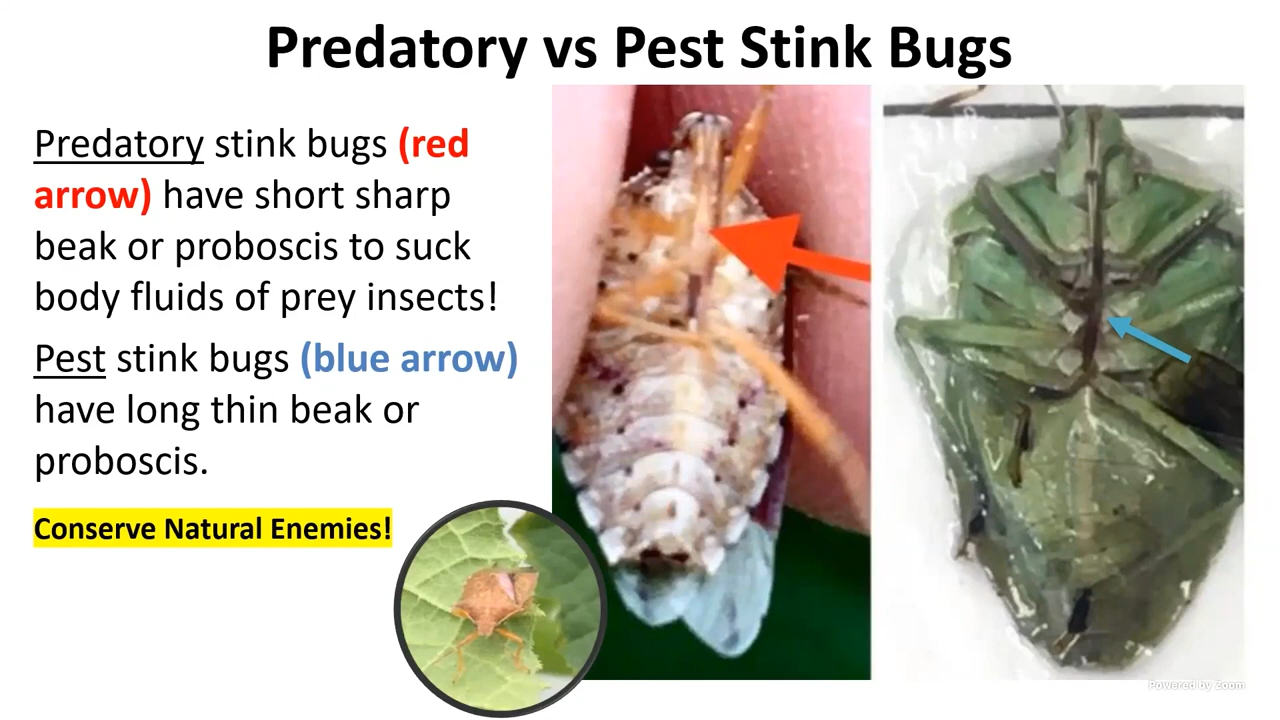 Predatory vs Pest Stink Bugs
Predatory stink bugs (red
arrow) have short sharp
beak or proboscis to suck
body fluids of prey insects!
Pest stink bugs (blue arrow)
have long thin beak or
proboscis.
Conserve Natural Enemies!
Powered by Zoom